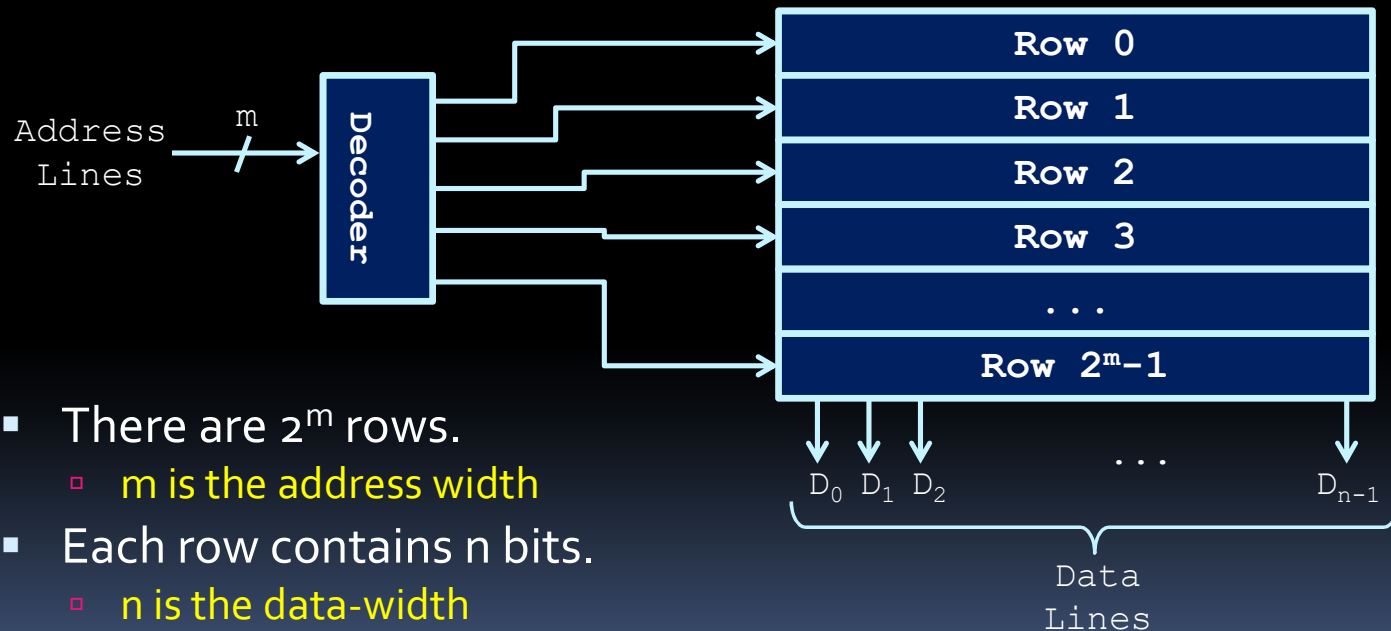 Address
Lines
m
Decoder
Row 0
Row 1
Row 2
Row 3
...
Row 2ᵐ-1
D₀ D₁ D₂ ... Dₙ₋₁
Data
Lines
▪ There are 2ᵐ rows.
▫ m is the address width
▪ Each row contains n bits.
▫ n is the data-width